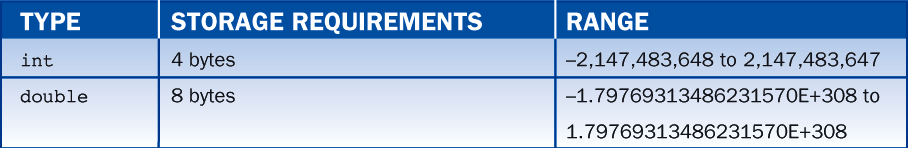 TYPE STORAGE REQUIREMENTS RANGE
int 4 bytes –2,147,483,648 to 2,147,483,647
double 8 bytes –1.79769313486231570E+308 to
1.79769313486231570E+308